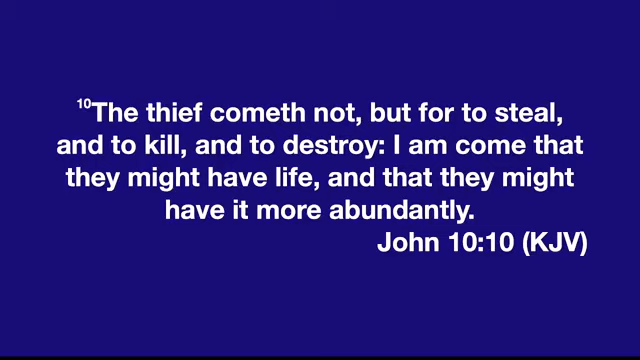 10The thief cometh not, but for to steal,
and to kill, and to destroy: I am come that
they might have life, and that they might
have it more abundantly.
John 10:10 (KJV)